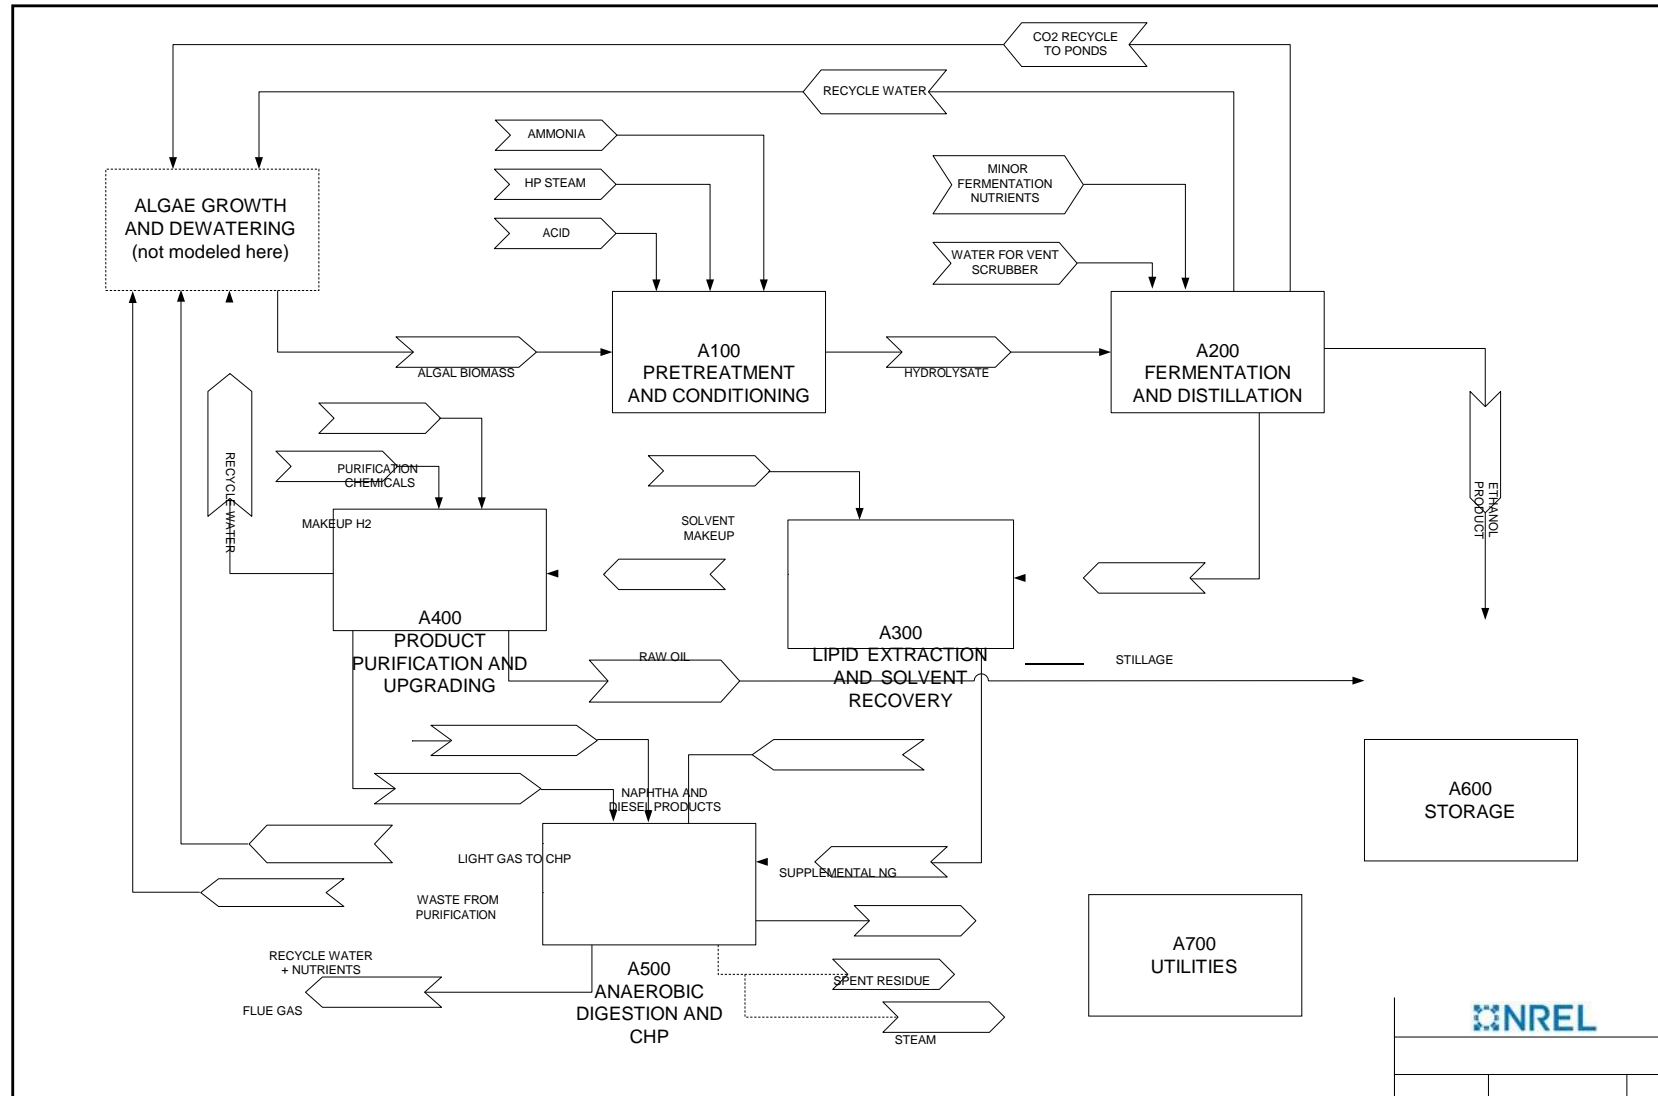 CO2 RECYCLE
TO PONDS
RECYCLE WATER
AMMONIA
HP STEAM
ACID
MINOR
FERMENTATION
NUTRIENTS
WATER FOR VENT
SCRUBBER
ALGAE GROWTH
AND DEWATERING
(not modeled here)
ALGAL BIOMASS
A100
PRETREATMENT
AND CONDITIONING
HYDROLYSATE
A200
FERMENTATION
AND DISTILLATION
RECYCLE WATER
PURIFICATION
CHEMICALS
MAKEUP H2
SOLVENT
MAKEUP
ETHANOL
PRODUCT
A400
PRODUCT
PURIFICATION AND
UPGRADING
RAW OIL
A300
LIPID EXTRACTION
AND SOLVENT
RECOVERY
STILLAGE
NAPHTHA AND
DIESEL PRODUCTS
LIGHT GAS TO CHP
SUPPLEMENTAL NG
WASTE FROM
PURIFICATION
A600
STORAGE
RECYCLE WATER
+ NUTRIENTS
FLUE GAS
A500
ANAEROBIC
DIGESTION AND
CHP
SPENT RESIDUE
STEAM
A700
UTILITIES
NREL